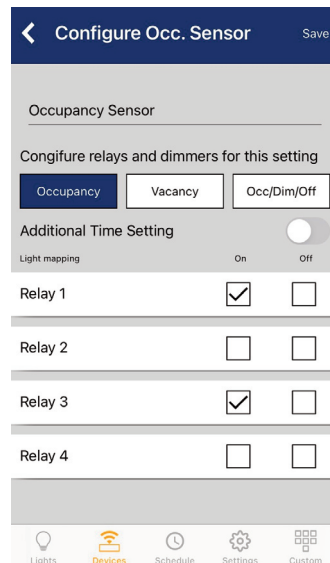 Configure Occ. Sensor Save
Occupancy Sensor
Congifure relays and dimmers for this setting
Occupancy Vacancy Occ/Dim/Off
Additional Time Setting
Light mapping On Off
Relay 1
Relay 2
Relay 3
Relay 4
Lights Devices Schedule Settings Custom